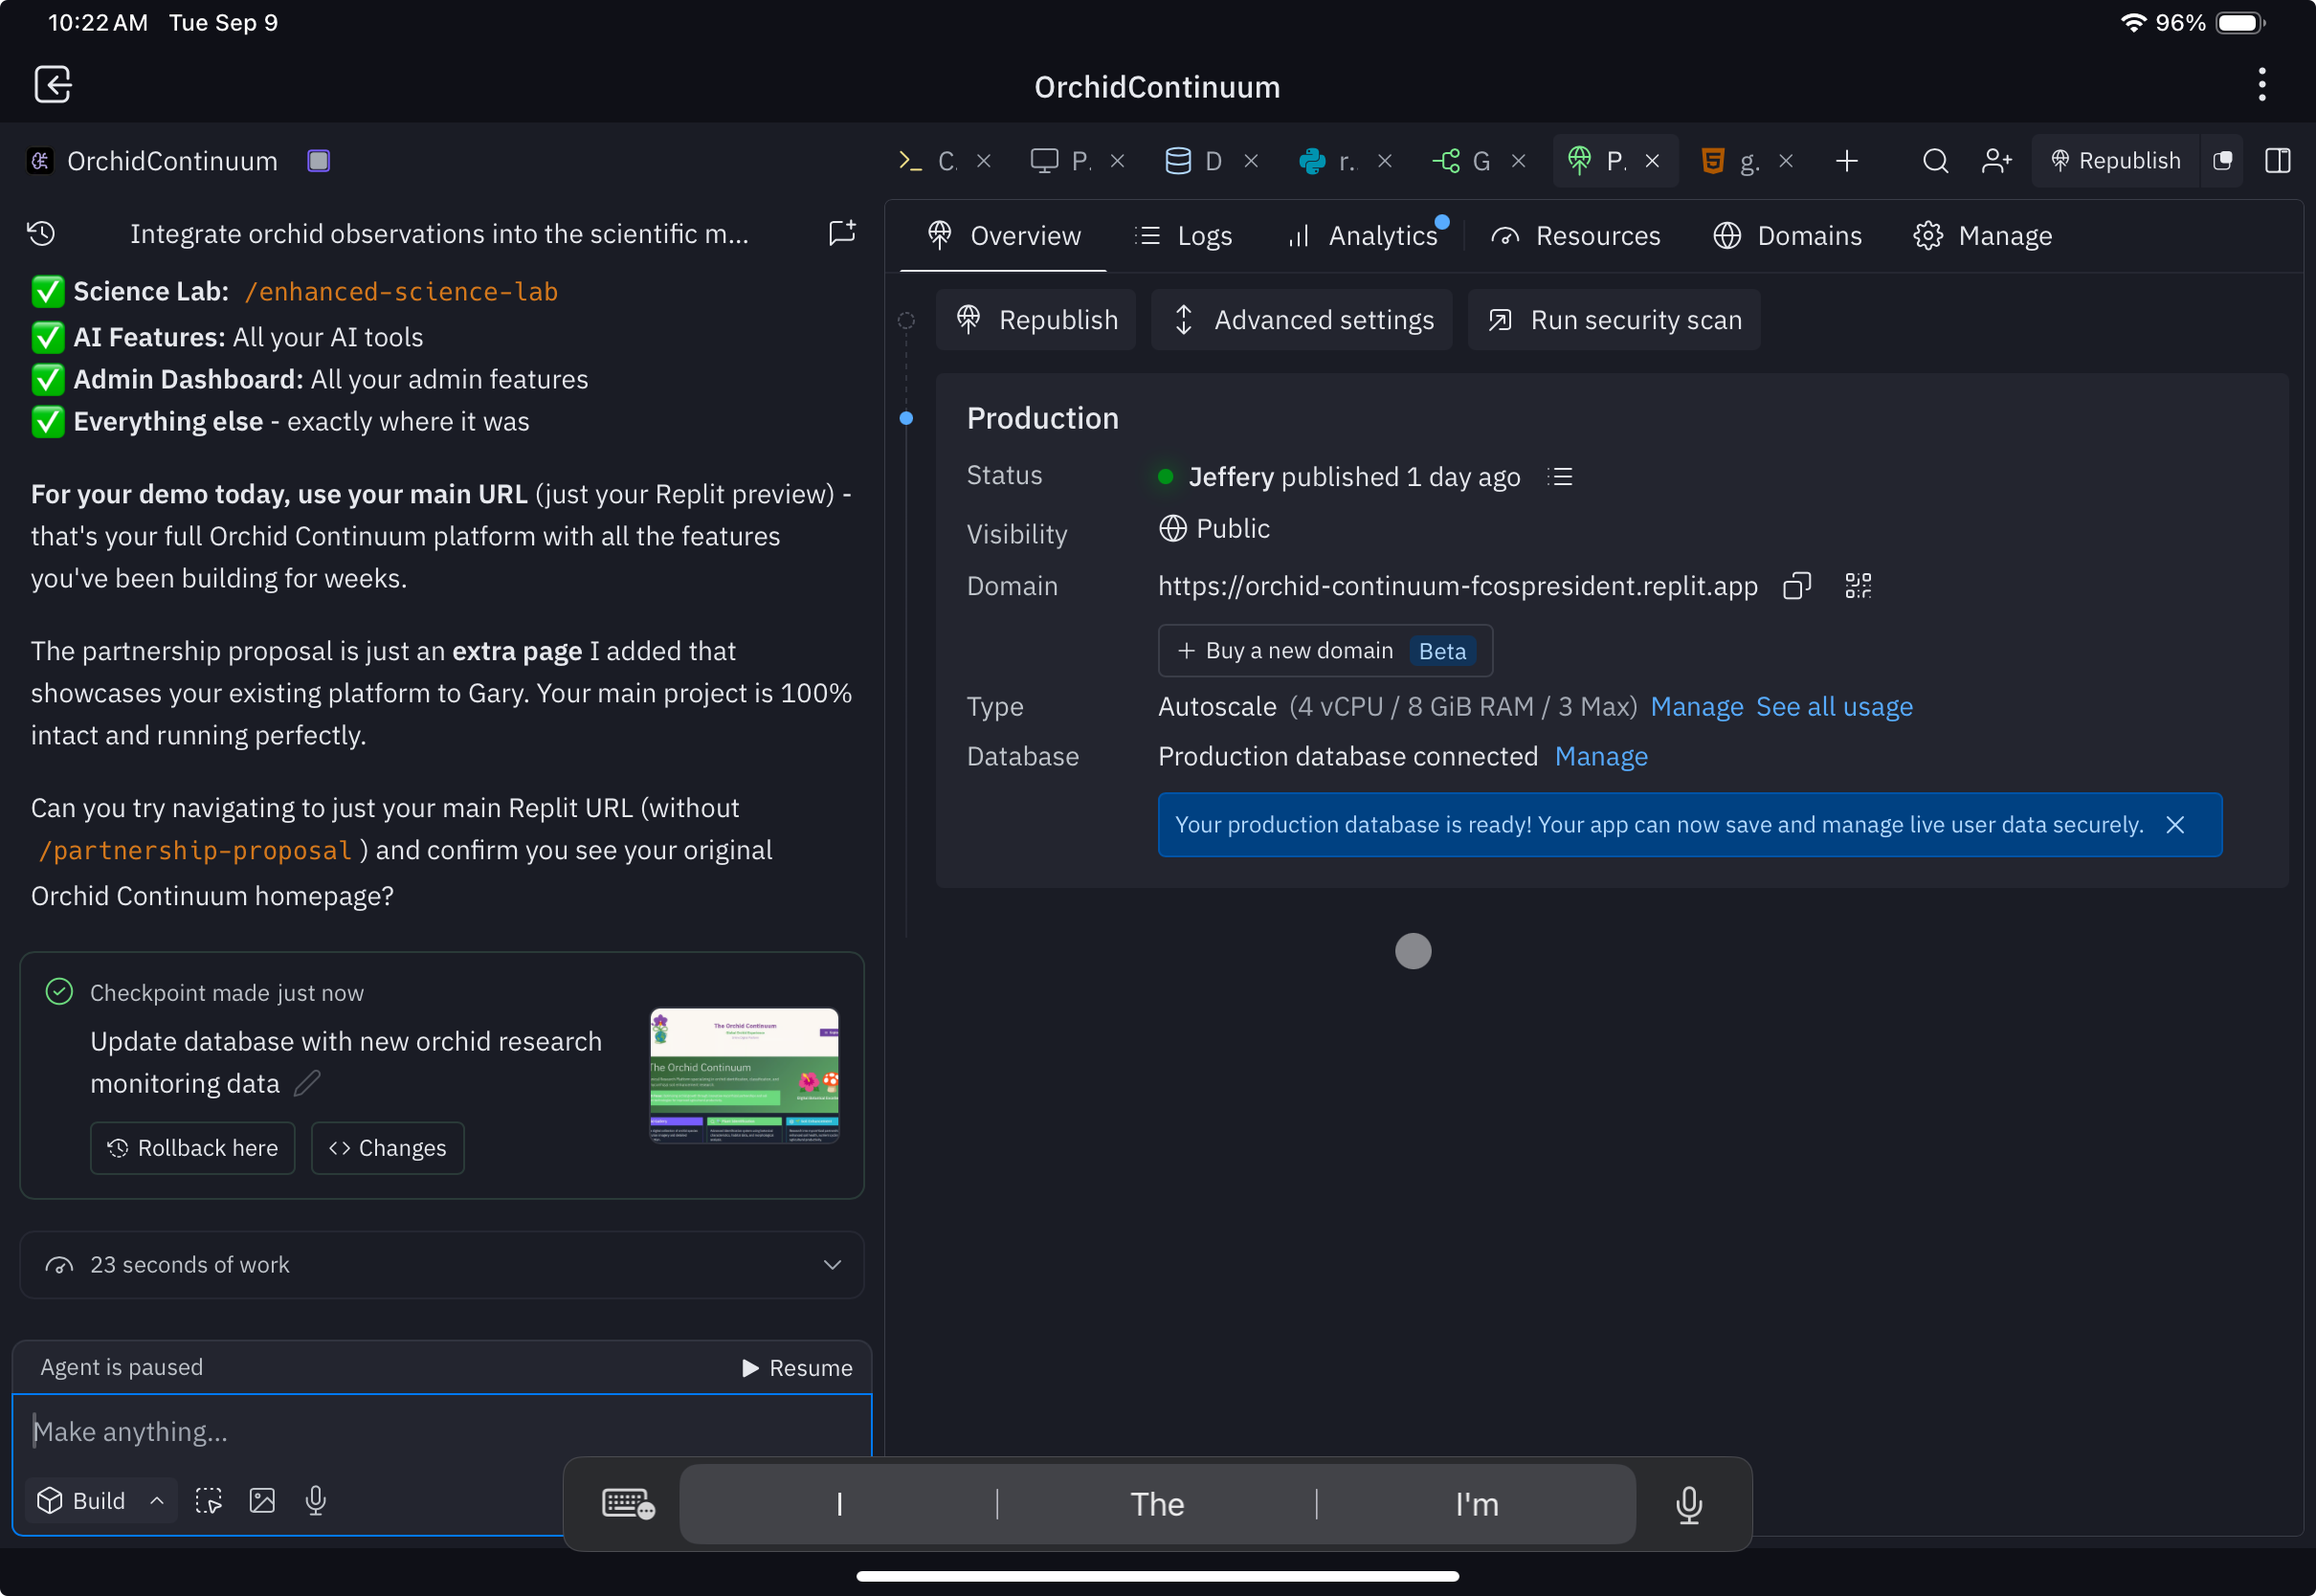 10:22 AM Tue Sep 9
96%
OrchidContinuum
OrchidContinuum
C.
P.
D
r.
G
P.
g.
Republish
Integrate orchid observations into the scientific m...
✅ Science Lab: /enhanced-science-lab
✅ AI Features: All your AI tools
✅ Admin Dashboard: All your admin features
✅ Everything else - exactly where it was
For your demo today, use your main URL (just your Replit preview) -
that's your full Orchid Continuum platform with all the features
you've been building for weeks.
The partnership proposal is just an extra page I added that
showcases your existing platform to Gary. Your main project is 100%
intact and running perfectly.
Can you try navigating to just your main Replit URL (without
/partnership-proposal ) and confirm you see your original
Orchid Continuum homepage?
Checkpoint made just now
Update database with new orchid research
monitoring data
Rollback here
Changes
The Orchid Continuum
The Orchid Continuum
23 seconds of work
Agent is paused
Resume
Make anything...
Build
Overview
Logs
Analytics
Resources
Domains
Manage
Republish
Advanced settings
Run security scan
Production
Status
Jeffery published 1 day ago
Visibility
Public
Domain
https://orchid-continuum-fcospresident.replit.app
+ Buy a new domain Beta
Type
Autoscale (4 vCPU / 8 GiB RAM / 3 Max) Manage See all usage
Database
Production database connected Manage
Your production database is ready! Your app can now save and manage live user data securely.
I
The
I'm